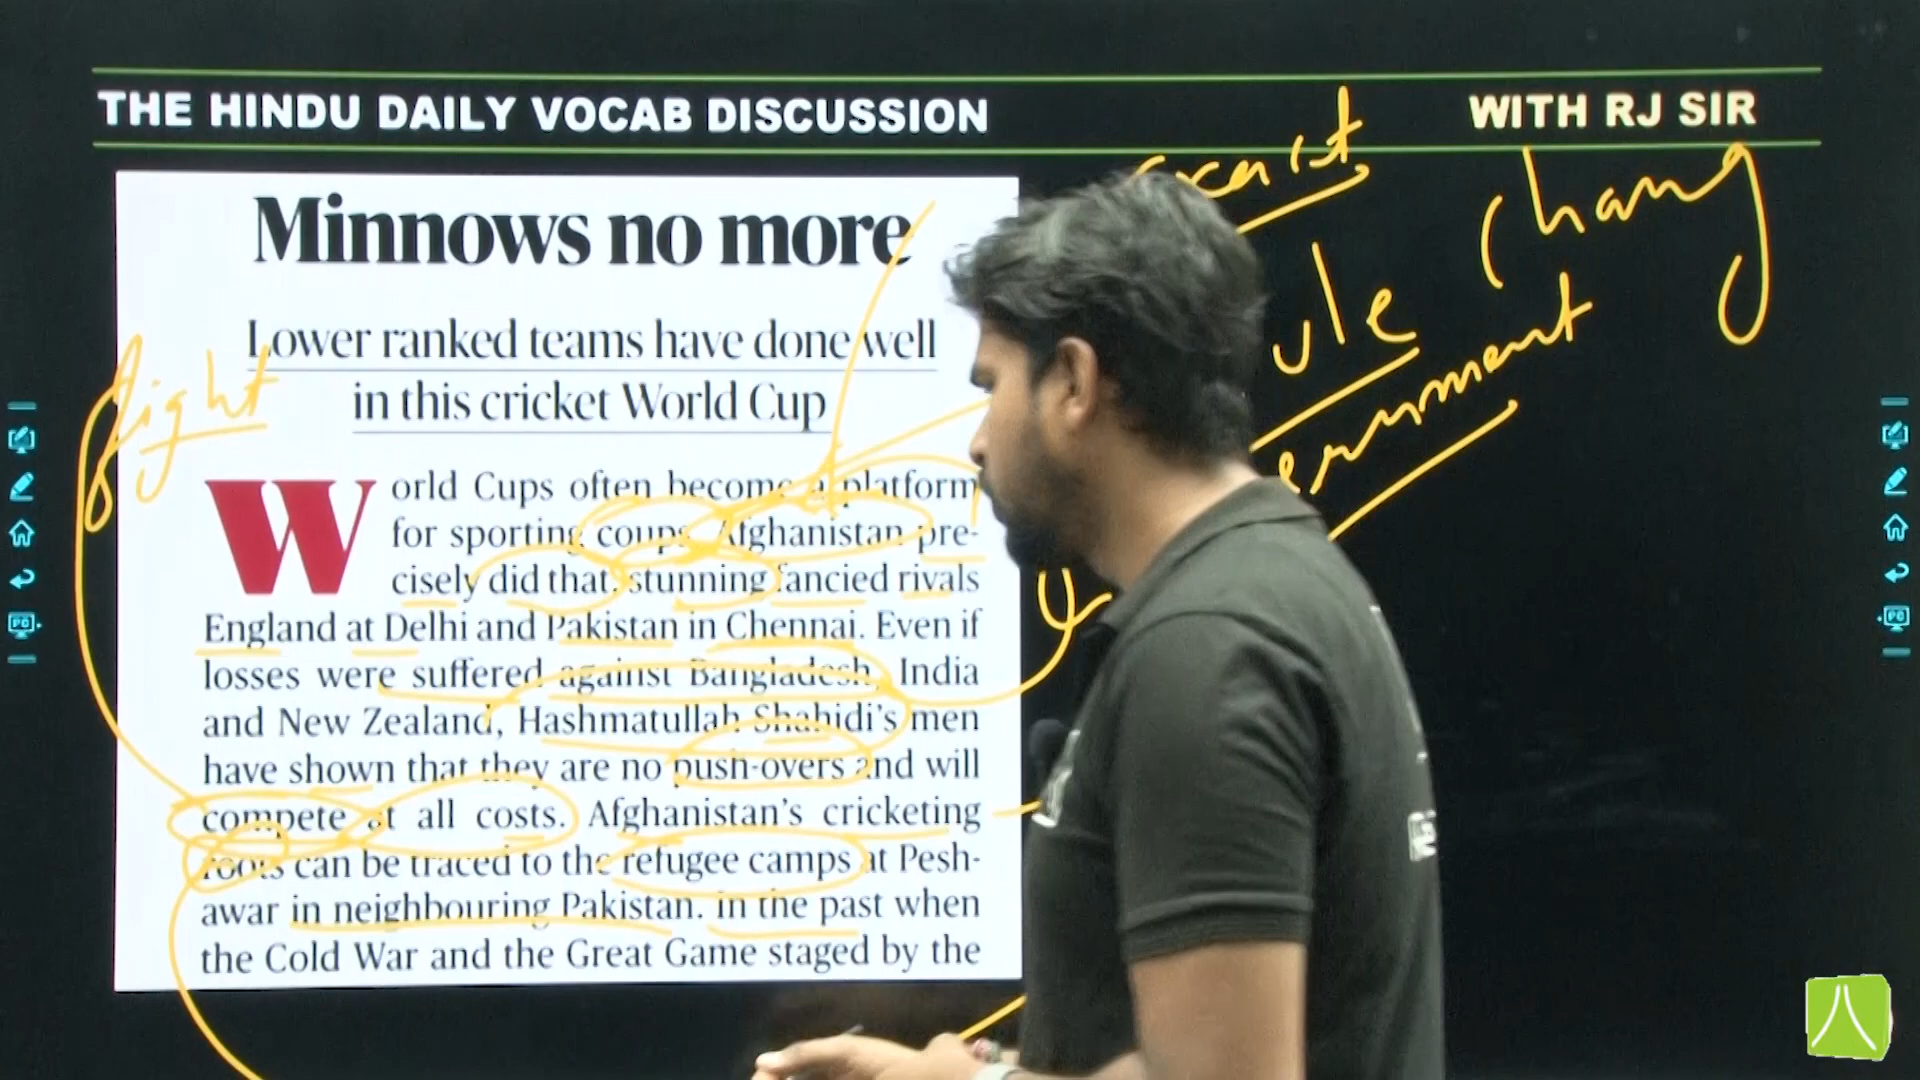 THE HINDU DAILY VOCAB DISCUSSION
WITH RJ SIR
Minnows no more
Lower ranked teams have done well
in this cricket World Cup
World Cups often become a platform
for sporting coups. Afghanistan pre-
cisely did that, stunning fancied rivals
England at Delhi and Pakistan in Chennai. Even if
losses were suffered against Bangladesh, India
and New Zealand, Hashmatullah Shahidi's men
have shown that they are no push-overs and will
compete at all costs. Afghanistan's cricketing
roots can be traced to the refugee camps at Pesh-
awar in neighbouring Pakistan. In the past when
the Cold War and the Great Game staged by the
fight
chang
ule
ernment